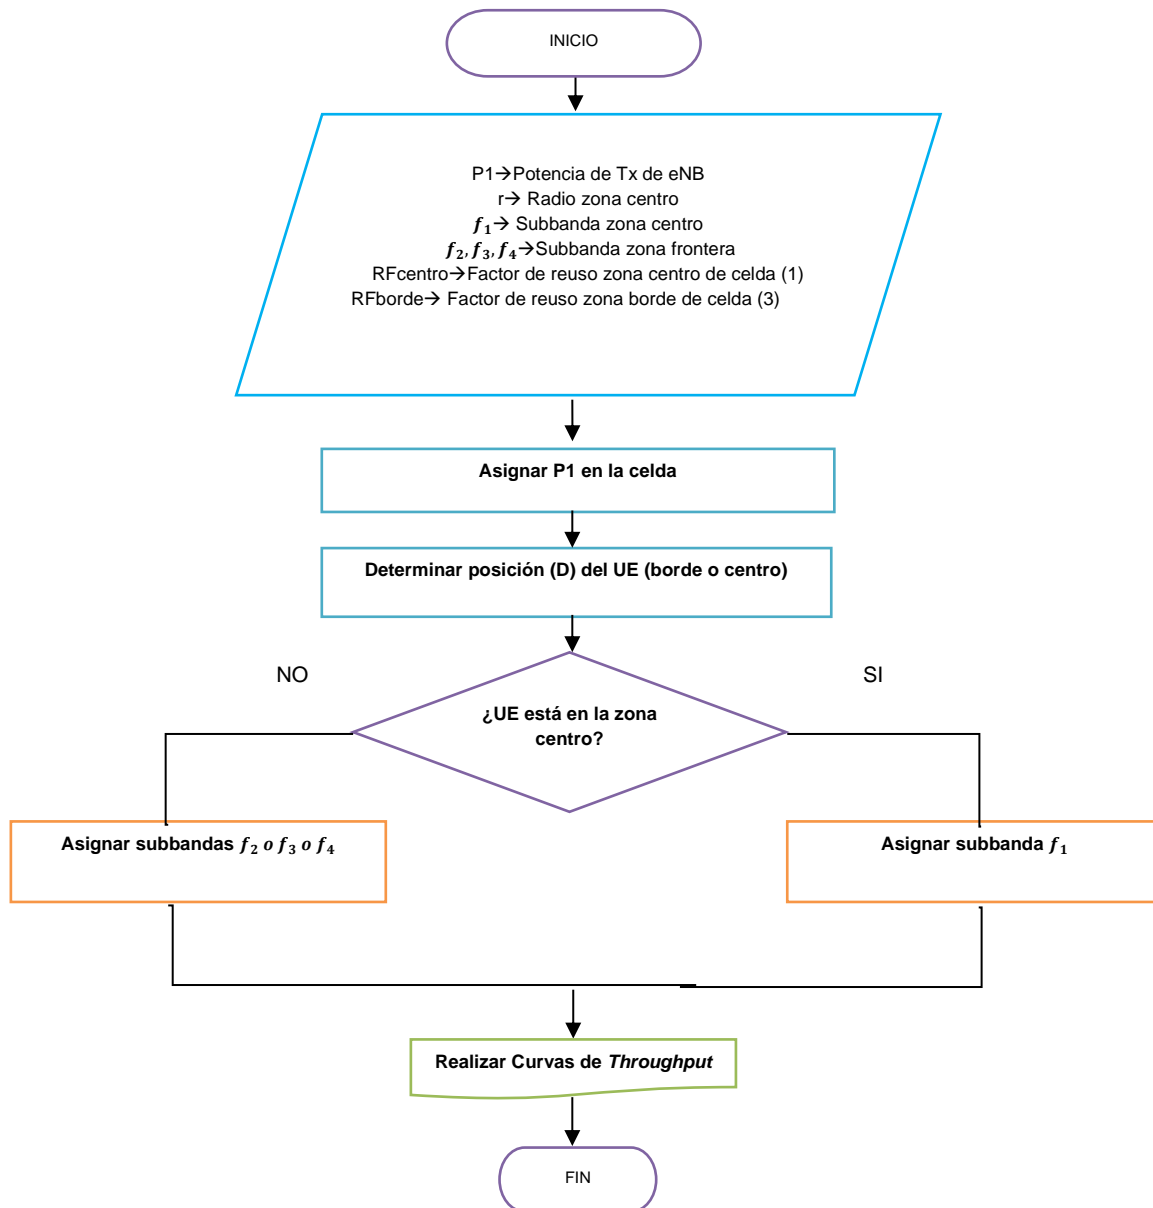 INICIO
P1→Potencia de Tx de eNB
r→ Radio zona centro
f₁→ Subbanda zona centro
f₂, f₃, f₄→Subbanda zona frontera
RFcentro→Factor de reuso zona centro de celda (1)
RFborde→ Factor de reuso zona borde de celda (3)
Asignar P1 en la celda
Determinar posición (D) del UE (borde o centro)
NO
SI
¿UE está en la zona
centro?
Asignar subbandas f₂ o f₃ o f₄
Asignar subbanda f₁
Realizar Curvas de Throughput
FIN